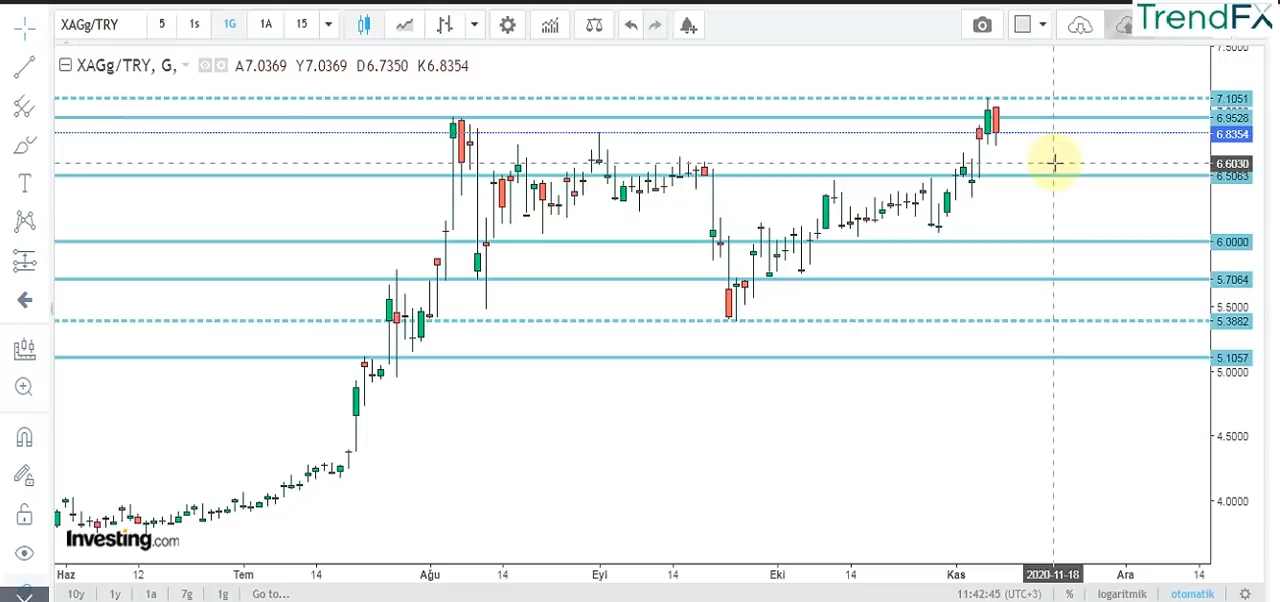 XAGg/TRY 5 1s 1G 1A 15
TrendFX
XAGg/TRY, G, A7.0369 Y7.0369 D6.7350 K6.8354
7.1051
6.9528
6.8354
6.6030
6.5063
6.0000
5.7064
5.5000
5.3882
5.1057
5.0000
4.5000
4.0000
Investing.com
Haz 12 Tem 14 Ağu 14 Eyl 14 Eki 14 Kas 2020-11-18 Ara 14
10y 1y 1a 7g 1g Go to... 11:42:45 (UTC+3) % logaritmik otomatik